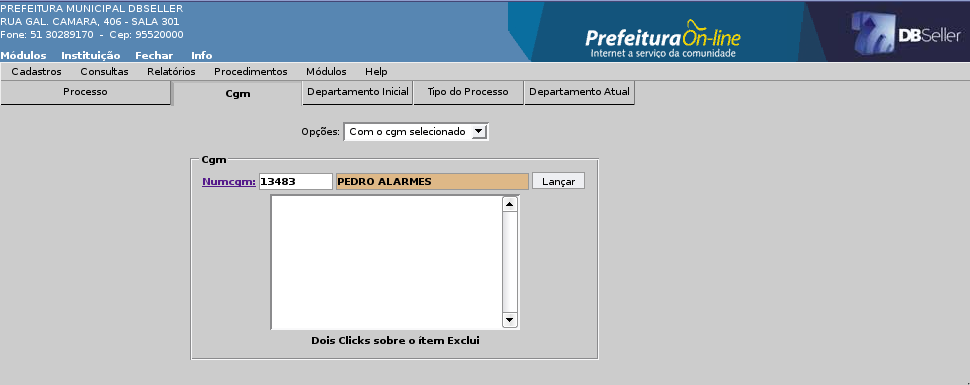 PREFEITURA MUNICIPAL DBSELLER
RUA GAL. CAMARA, 406 - SALA 301
Fone: 51 30289170 - Cep: 95520000
PrefeituraOn-line
Internet a serviço da comunidade
DBSeller
Módulos Instituição Fechar Info
Cadastros Consultas Relatórios Procedimentos Módulos Help
Processo Cgm Departamento Inicial Tipo do Processo Departamento Atual
Opções: Com o cgm selecionado
Cgm
Numcgm: 13483 PEDRO ALARMES Lançar
Dois Clicks sobre o item Exclui